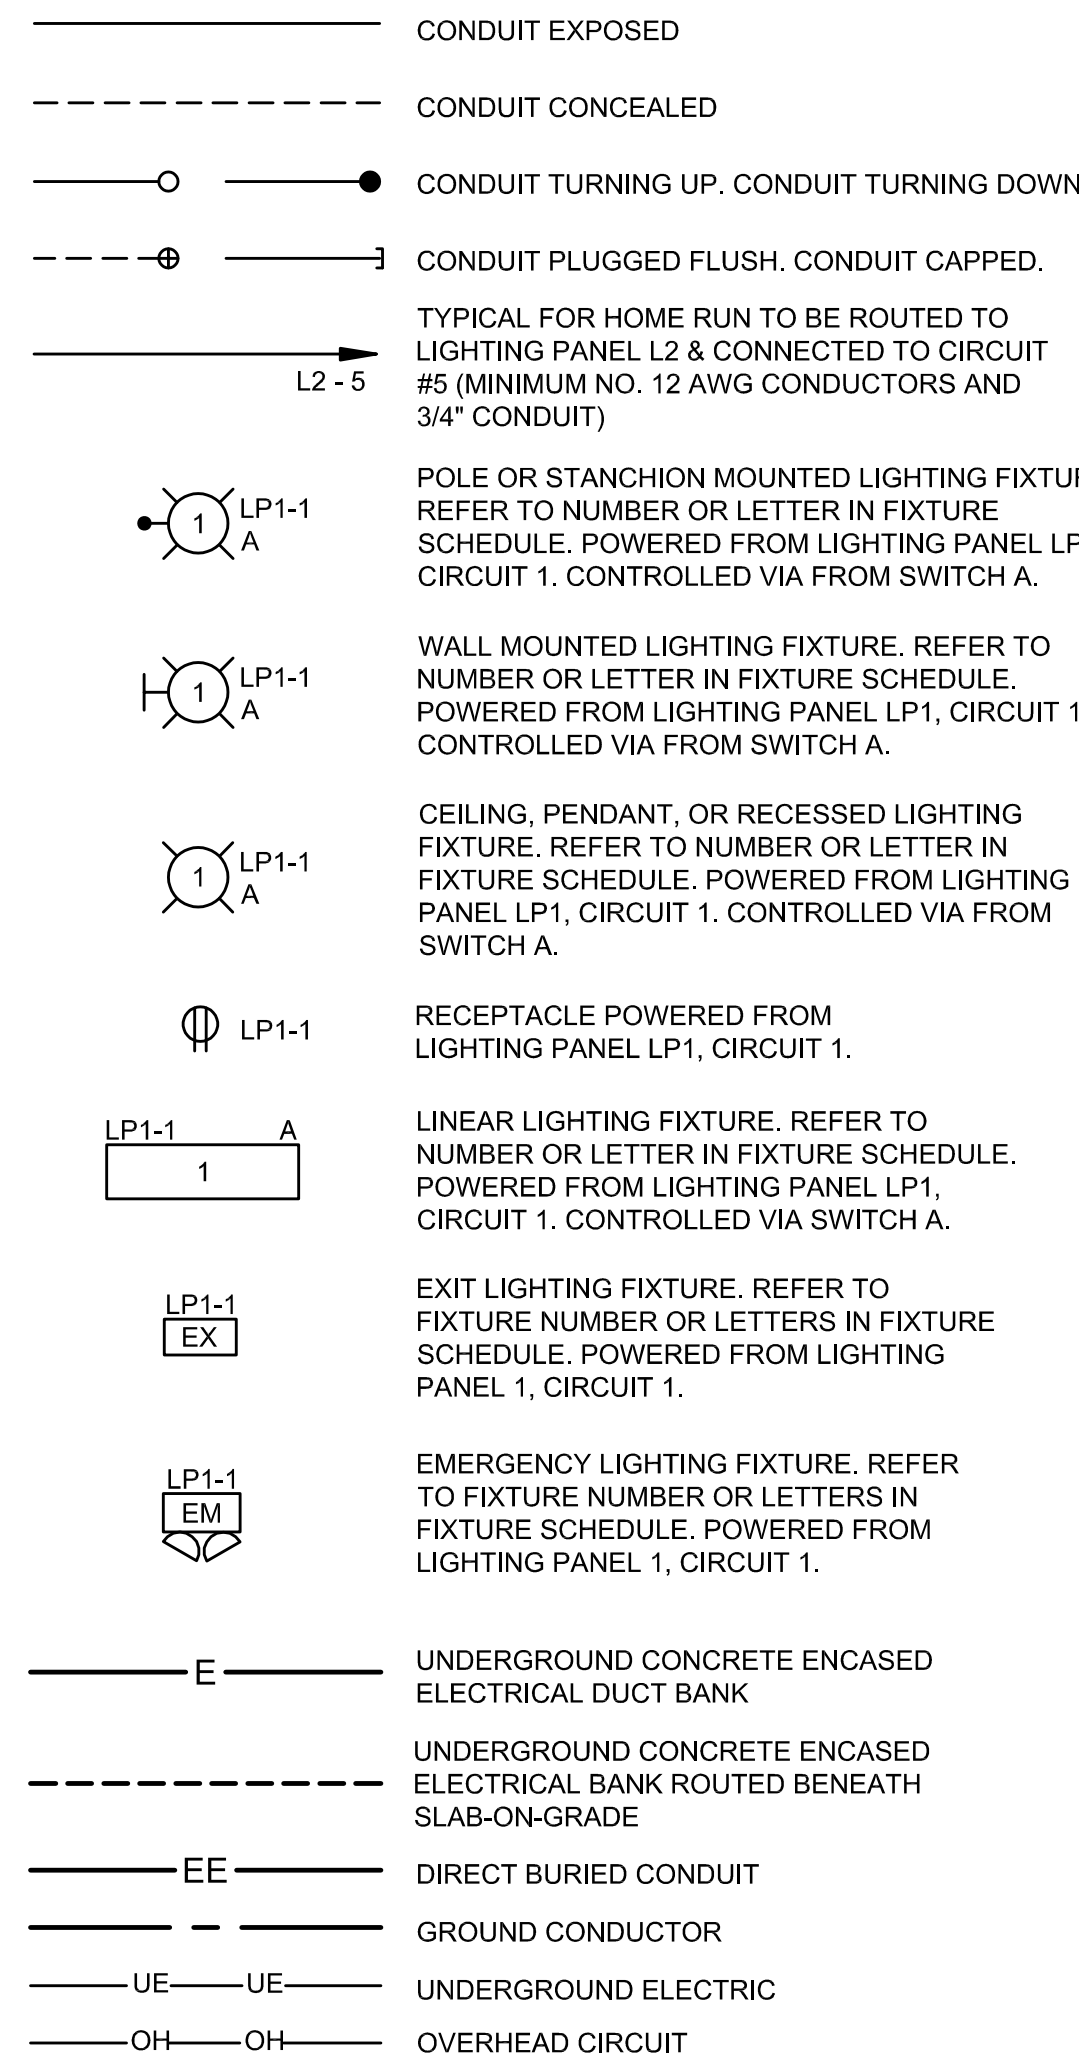 CONDUIT EXPOSED
CONDUIT CONCEALED
CONDUIT TURNING UP. CONDUIT TURNING DOWN
CONDUIT PLUGGED FLUSH. CONDUIT CAPPED.
TYPICAL FOR HOME RUN TO BE ROUTED TO
LIGHTING PANEL L2 & CONNECTED TO CIRCUIT
#5 (MINIMUM NO. 12 AWG CONDUCTORS AND
3/4" CONDUIT)
L2 - 5
POLE OR STANCHION MOUNTED LIGHTING
REFER TO NUMBER OR LETTER IN FIXTURE
SCHEDULE. POWERED FROM LIGHTING PANEL
CIRCUIT 1. CONTROLLED VIA FROM SWITCH A.
1 LP1-1
A
WALL MOUNTED LIGHTING FIXTURE. REFER TO
NUMBER OR LETTER IN FIXTURE SCHEDULE.
POWERED FROM LIGHTING PANEL LP1, CIRCUIT 1
CONTROLLED VIA FROM SWITCH A.
1 LP1-1
A
CEILING, PENDANT, OR RECESSED LIGHTING
FIXTURE. REFER TO NUMBER OR LETTER IN
FIXTURE SCHEDULE. POWERED FROM LIGHTING
PANEL LP1, CIRCUIT 1. CONTROLLED VIA FROM
SWITCH A.
1 LP1-1
A
RECEPTACLE POWERED FROM
LIGHTING PANEL LP1, CIRCUIT 1.
LP1-1
LINEAR LIGHTING FIXTURE. REFER TO
NUMBER OR LETTER IN FIXTURE SCHEDULE.
POWERED FROM LIGHTING PANEL LP1,
CIRCUIT 1. CONTROLLED VIA SWITCH A.
LP1-1 A
1
EXIT LIGHTING FIXTURE. REFER TO
FIXTURE NUMBER OR LETTERS IN FIXTURE
SCHEDULE. POWERED FROM LIGHTING
PANEL 1, CIRCUIT 1.
LP1-1
EX
EMERGENCY LIGHTING FIXTURE. REFER
TO FIXTURE NUMBER OR LETTERS IN
FIXTURE SCHEDULE. POWERED FROM
LIGHTING PANEL 1, CIRCUIT 1.
LP1-1
EM
E
UNDERGROUND CONCRETE ENCASED
ELECTRICAL DUCT BANK
UNDERGROUND CONCRETE ENCASED
ELECTRICAL BANK ROUTED BENEATH
SLAB-ON-GRADE
EE DIRECT BURIED CONDUIT
GROUND CONDUCTOR
UE UE UNDERGROUND ELECTRIC
OH OH OVERHEAD CIRCUIT